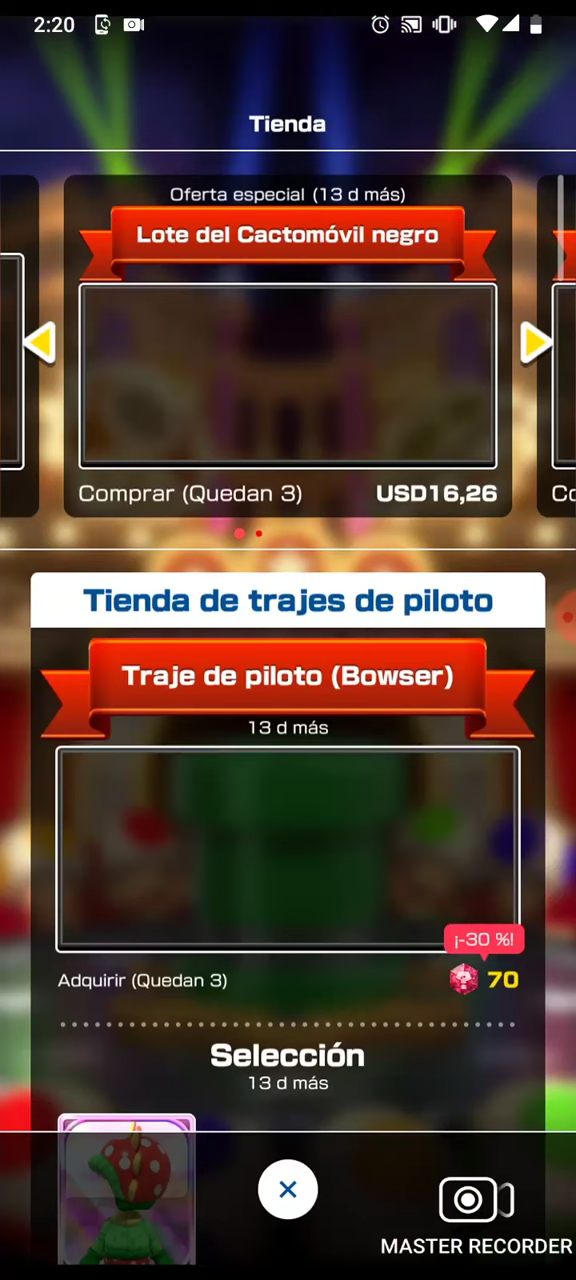 2:20
Tienda
Oferta especial (13 d más)
Lote del Cactomóvil negro
Comprar (Quedan 3)
USD16,26
Co
Tienda de trajes de piloto
Traje de piloto (Bowser)
13 d más
¡-30 %!
Adquirir (Quedan 3)
70
Selección
13 d más
MASTER RECORDER